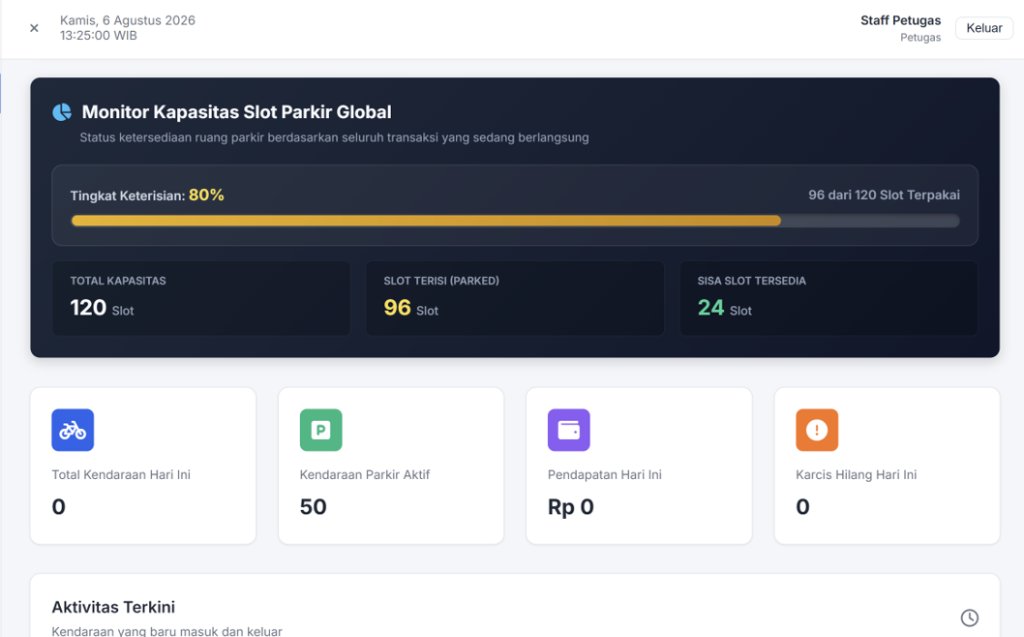 Kamis, 6 Agustus 2026
13:25:00 WIB
Staff Petugas
Petugas
Keluar
Monitor Kapasitas Slot Parkir Global
Status ketersediaan ruang parkir berdasarkan seluruh transaksi yang sedang berlangsung
Tingkat Keterisian: 80%
96 dari 120 Slot Terpakai
TOTAL KAPASITAS
120 Slot
SLOT TERISI (PARKED)
96 Slot
SISA SLOT TERSEDIA
24 Slot
Total Kendaraan Hari Ini
0
P
Kendaraan Parkir Aktif
50
Pendapatan Hari Ini
Rp 0
Karcis Hilang Hari Ini
0
Aktivitas Terkini
Kendaraan yang baru masuk dan keluar